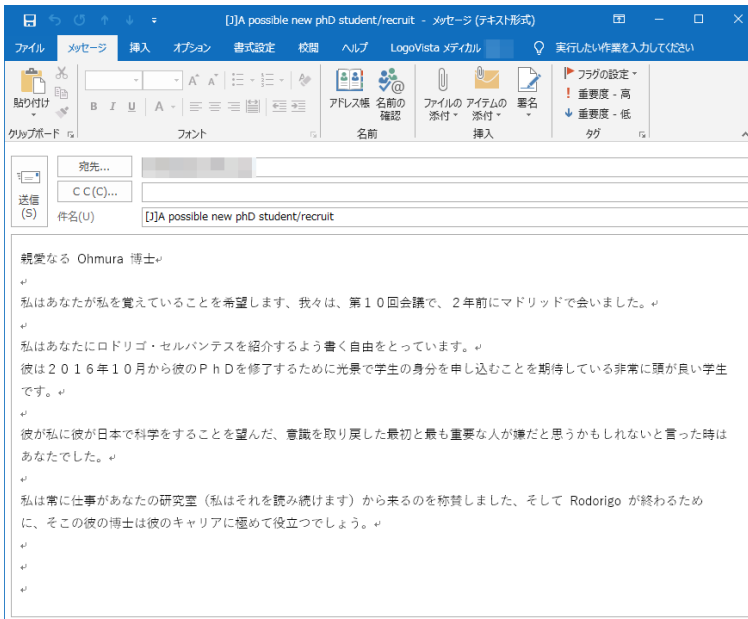 [J]A possible new phD student/recruit - メッセージ (テキスト形式)
ファイル メッセージ 挿入 オプション 書式設定 校閲 ヘルプ LogoVista メディカル 実行したい作業を入力してください
貼り付け
クリップボード
B I U A
フォント
アドレス帳 名前の確認
名前
ファイルの添付 アイテムの添付 署名
挿入
フラグの設定
重要度 - 高
重要度 - 低
タグ
送信(S)
宛先...
C C(C)...
件名(U) [J]A possible new phD student/recruit
親愛なる Ohmura 博士
私はあなたが私を覚えていることを希望します、我々は、第１０回会議で、２年前にマドリッドで会いました。
私はあなたにロドリゴ・セルバンテスを紹介するよう書く自由をとっています。
彼は２０１６年１０月から彼のＰｈＤを修了するために光景で学生の身分を申し込むことを期待している非常に頭が良い学生
です。
彼が私に彼が日本で科学をすることを望んだ、意識を取り戻した最初と最も重要な人が嫌だと思うかもしれないと言った時は
あなたでした。
私は常に仕事があなたの研究室（私はそれを読み続けます）から来るのを称賛しました、そして Rodorigo が終わるため
に、そこの彼の博士は彼のキャリアに極めて役立つでしょう。